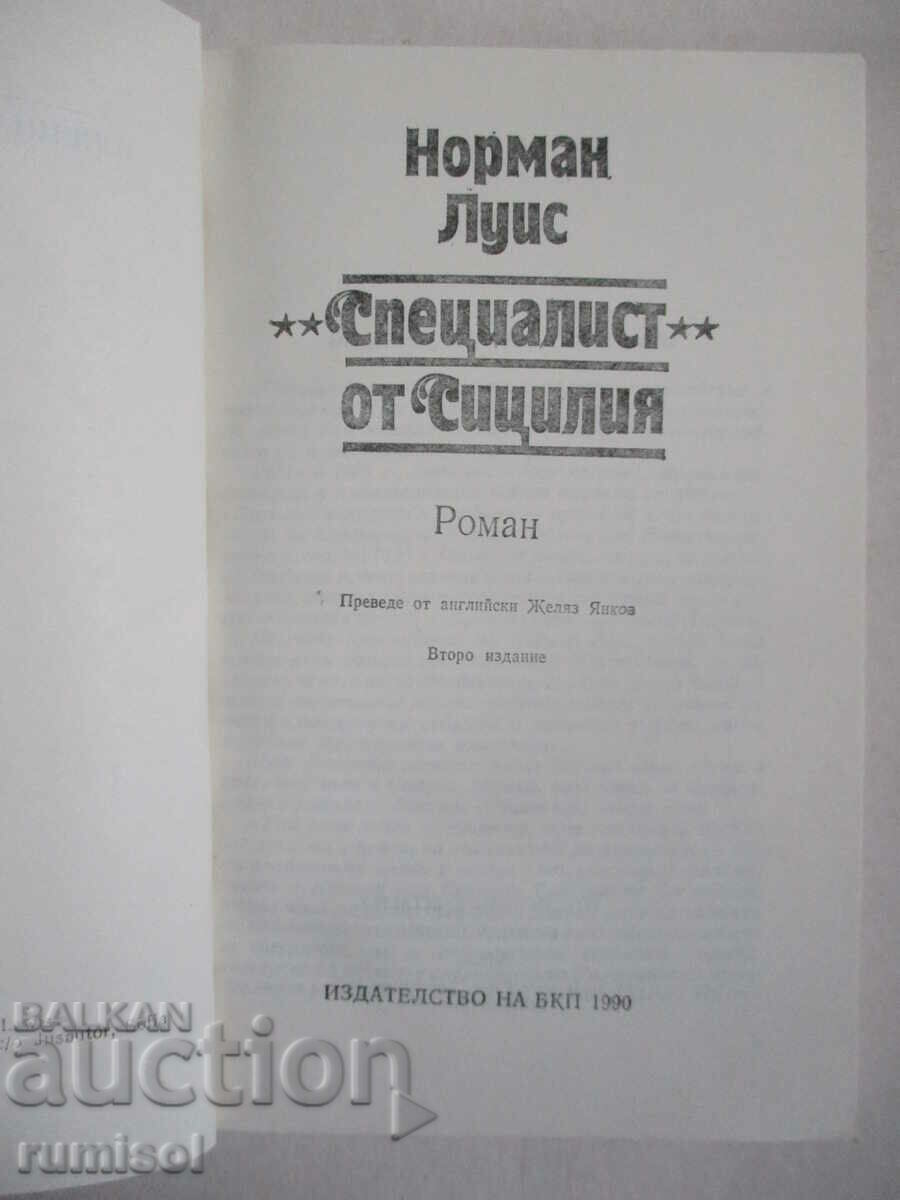 Норман
Луис
**Специалист**
от Сицилия
Роман
Преведе от английски Желяз Янков
Второ издание
ИЗДАТЕЛСТВО НА БКП 1990
c/o Jusautor,
BALKAN
auction
rumisol